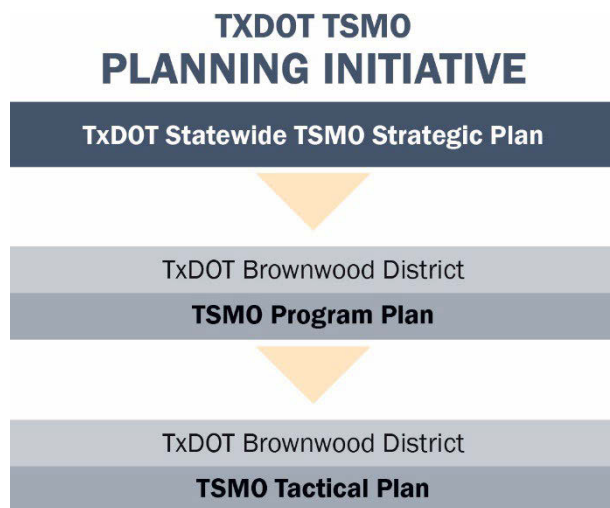 TXDOT TSMO
PLANNING INITIATIVE
TxDOT Statewide TSMO Strategic Plan
TxDOT Brownwood District
TSMO Program Plan
TxDOT Brownwood District
TSMO Tactical Plan